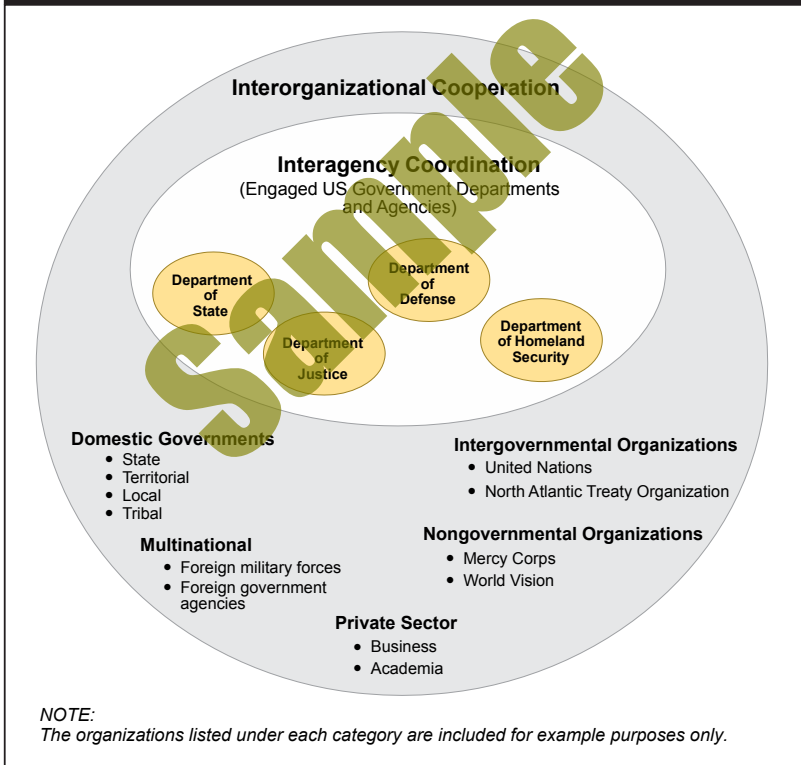 Interorganizational Cooperation
Interagency Coordination
(Engaged US Government Departments
and Agencies)
Department
of
State
Department
of
Defense
Department
of
Justice
Department
of Homeland
Security
Sample
Domestic Governments
• State
• Territorial
• Local
• Tribal
Intergovernmental Organizations
• United Nations
• North Atlantic Treaty Organization
Multinational
• Foreign military forces
• Foreign government
agencies
Nongovernmental Organizations
• Mercy Corps
• World Vision
Private Sector
• Business
• Academia
NOTE:
The organizations listed under each category are included for example purposes only.